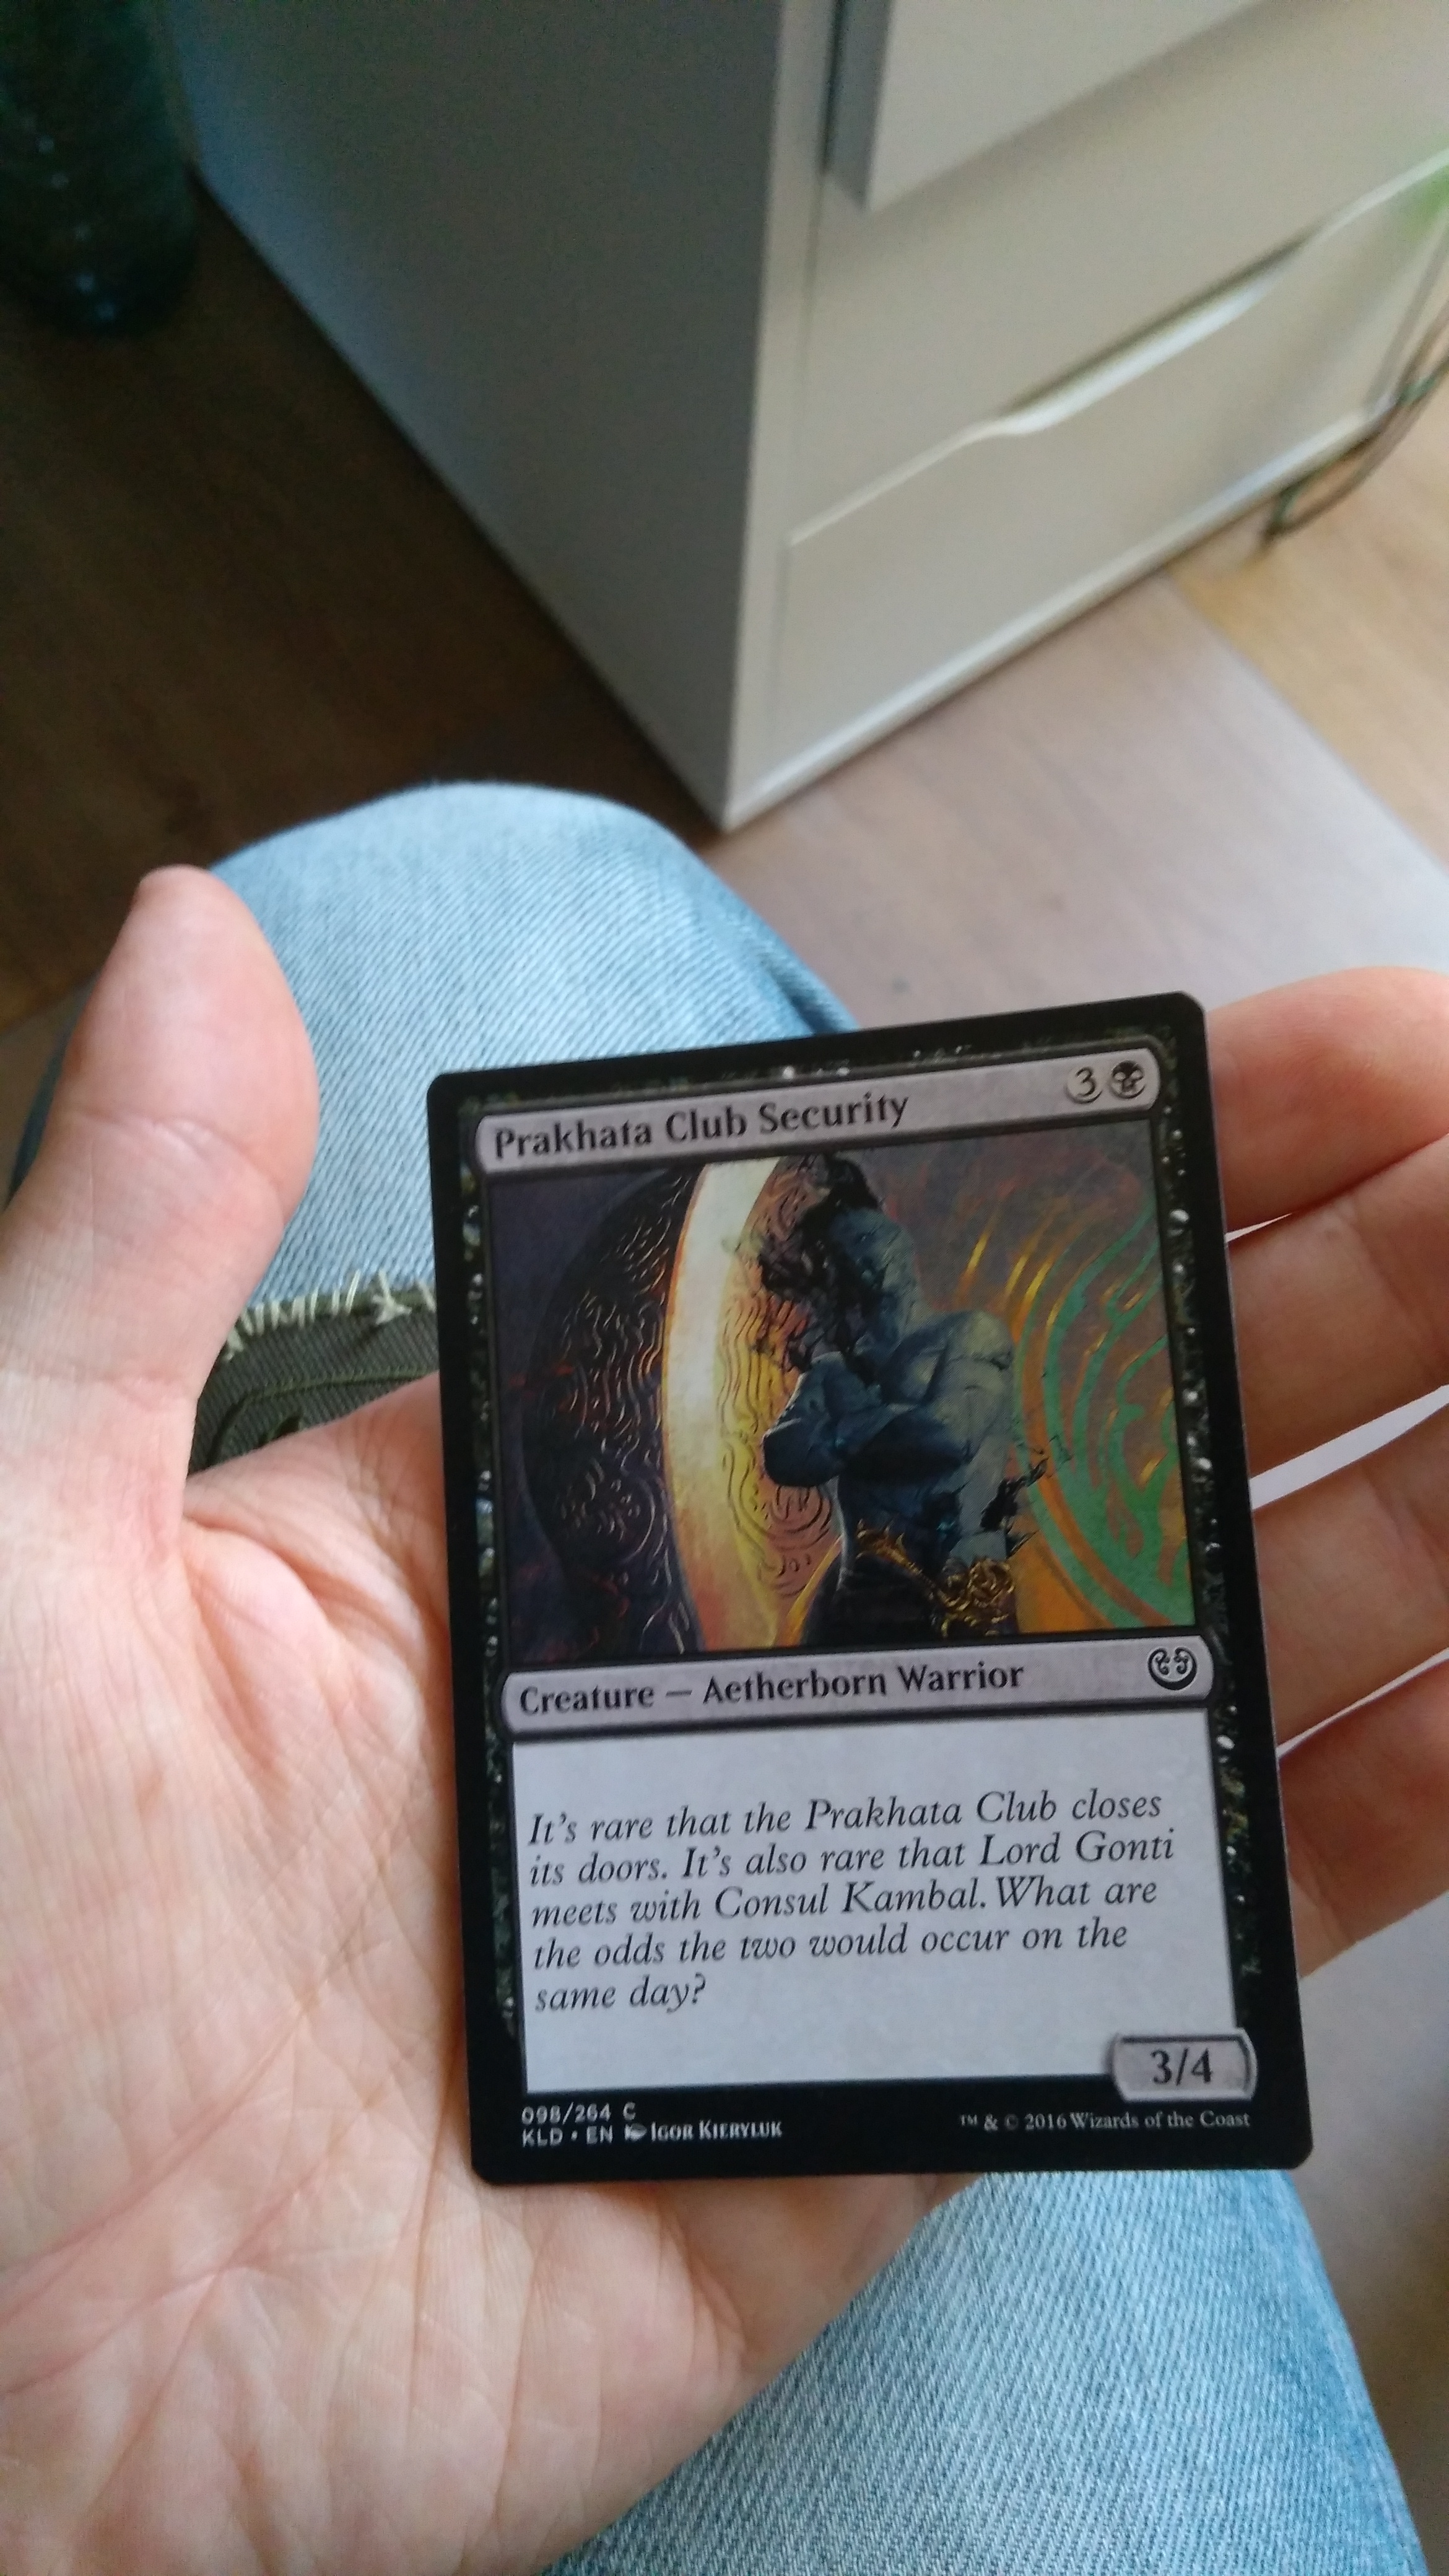 Prakhata Club Security 3
Creature — Aetherborn Warrior
It's rare that the Prakhata Club closes
its doors. It's also rare that Lord Gonti
meets with Consul Kambal. What are
the odds the two would occur on the
same day?
3/4
098/264 C
KLD • EN Igor Kieryluk
™ & © 2016 Wizards of the Coast